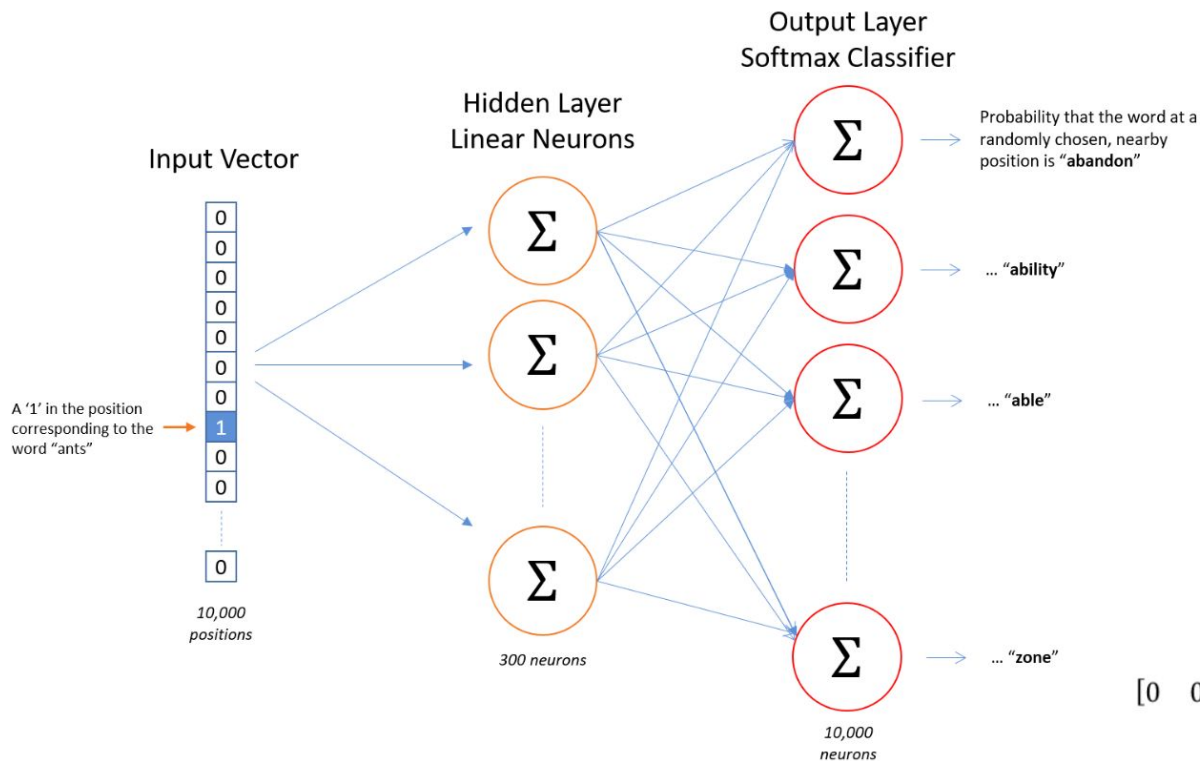 Output Layer
Softmax Classifier
Hidden Layer
Linear Neurons
Input Vector
0
0
0
0
0
0
0
1
0
0
0
A ‘1’ in the position
corresponding to the
word “ants”
10,000
positions
Σ
Σ
Σ
300 neurons
Σ
Σ
Σ
Σ
10,000
neurons
Probability that the word at a
randomly chosen, nearby
position is “abandon”
... “ability”
... “able”
... “zone”
[0 0